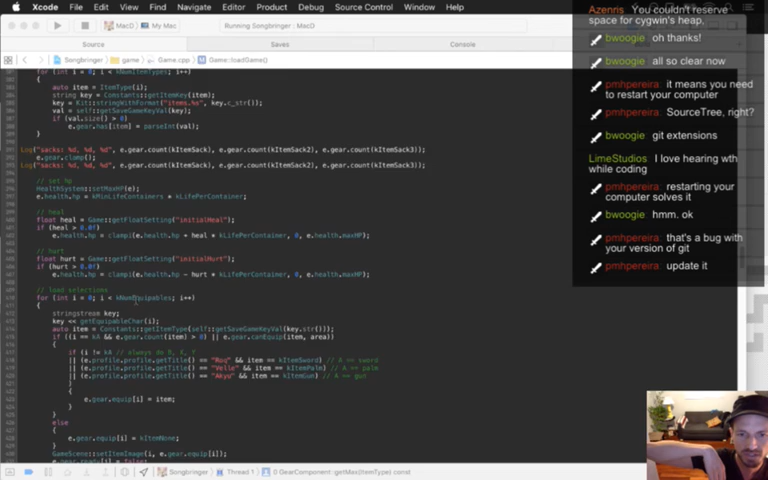 Xcode File Edit View Find Navigate Editor Product Debug Source Control Window Help
MacD My Mac Running Songbringer
Source Saves Console
Songbringer game Game.cpp Game::loadGame()
for (int i = 0; i < kNumItemTypes; i++)
{
auto item = ItemType(i);
string key = Constants::getItemKey(item);
key = Kit::stringWithFormat("items.%s", key.c_str());
val = self::getSaveGameKeyVal(key);
if (val.size() > 0)
e.gear.has[item] = parseInt(val);
}
Log("sacks: %d, %d, %d", e.gear.count(kItemSack), e.gear.count(kItemSack2), e.gear.count(kItemSack3));
e.gear.clamp();
Log("sacks: %d, %d, %d", e.gear.count(kItemSack), e.gear.count(kItemSack2), e.gear.count(kItemSack3));
// set hp
HealthSystem::setMaxHP(e);
e.health.hp = kMinLifeContainers * kLifePerContainer;
// heal
float heal = Game::getFloatSetting("initialHeal");
if (heal > 0.0f)
e.health.hp = clampi(e.health.hp + heal * kLifePerContainer, 0, e.health.maxHP);
// hurt
float hurt = Game::getFloatSetting("initialHurt");
if (hurt > 0.0f)
e.health.hp = clampi(e.health.hp - hurt * kLifePerContainer, 0, e.health.maxHP);
// load selections
for (int i = 0; i < kNumEquipables; i++)
{
stringstream key;
key << getEquipableChar(i);
auto item = Constants::getItemType(self::getSaveGameKeyVal(key.str()));
if ((i == kA && e.gear.count(item) > 0) || e.gear.canEquip(item, area))
{
if (i != kA // always do B, X, Y
|| (e.profile.profile.getTitle() == "Roq" && item == kItemSword) // A == sword
|| (e.profile.profile.getTitle() == "Velle" && item == kItemPalm) // A == palm
|| (e.profile.profile.getTitle() == "Akyu" && item == kItemGun) // A == gun
)
{
e.gear.equip[i] = item;
}
}
else
e.gear.equip[i] = kItemNone;
GameScene::setItemImage(i, e.gear.equip[i]);
e.gear.ready[i] = false;
Songbringer Thread 1 0 GearComponent::getMax(ItemType) const
Azenris: You couldn't reserve
space for cygwin's heap,
bwoogie: oh thanks!
bwoogie: all so clear now
pmhpereira: it means you need
to restart your computer
pmhpereira: SourceTree, right?
bwoogie: git extensions
LimeStudios: I love hearing wth
while coding
pmhpereira: restarting your
computer solves it
bwoogie: hmm. ok
pmhpereira: that's a bug with
your version of git
pmhpereira: update it